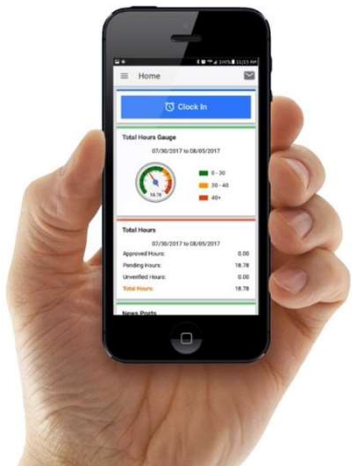 Home
Clock In
Total Hours Gauge
07/30/2017 to 08/05/2017
0 - 30
30 - 40
40+
18.78
Total Hours
07/30/2017 to 08/05/2017
Approved Hours: 0.00
Pending Hours: 18.78
Unverified Hours: 0.00
Total Hours: 18.78
News Posts